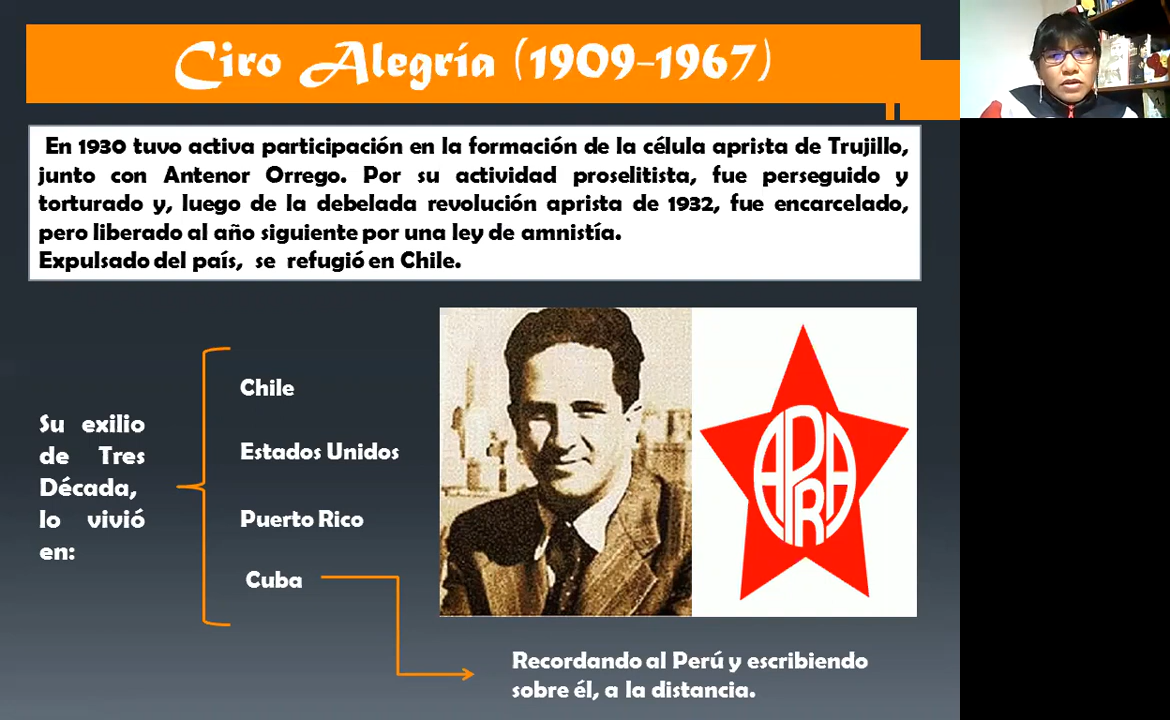 Ciro Alegría (1909-1967)
En 1930 tuvo activa participación en la formación de la célula aprista de Trujillo,
junto con Antenor Orrego. Por su actividad proselitista, fue perseguido y
torturado y, luego de la debelada revolución aprista de 1932, fue encarcelado,
pero liberado al año siguiente por una ley de amnistía.
Expulsado del país, se refugió en Chile.
Su exilio
de Tres
Década,
lo vivió
en:
Chile
Estados Unidos
Puerto Rico
Cuba
APRA
Recordando al Perú y escribiendo
sobre él, a la distancia.